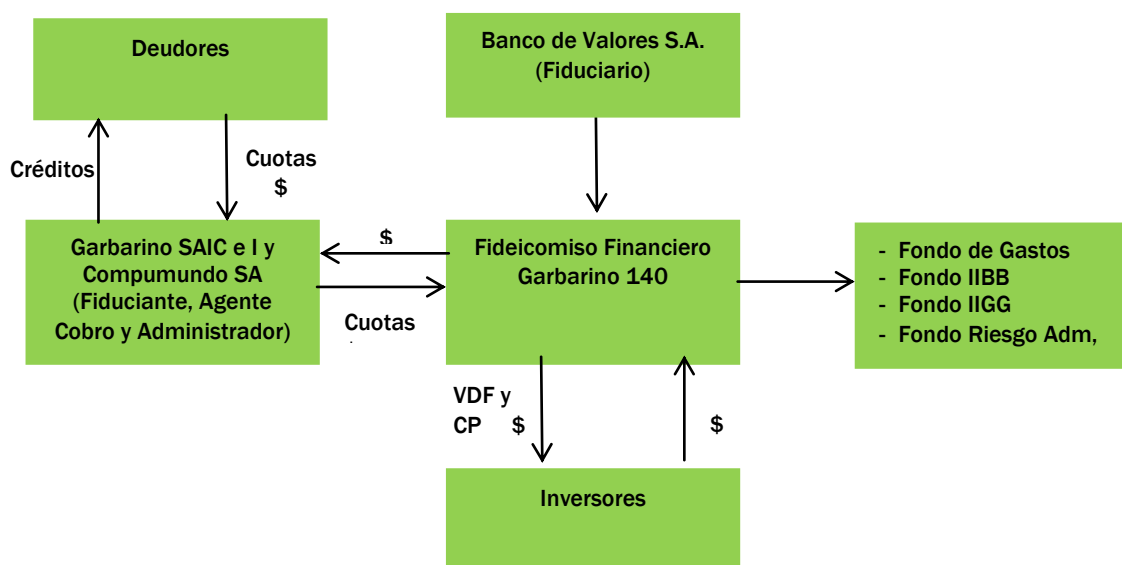 Deudores
Banco de Valores S.A.
(Fiduciario)
Créditos
Cuotas
$
Garbarino SAIC e I y
Compumundo SA
(Fiduciante, Agente
Cobro y Administrador)
$
Cuotas
Fideicomiso Financiero
Garbarino 140
- Fondo de Gastos
- Fondo IIBB
- Fondo IIGG
- Fondo Riesgo Adm,
VDF y
CP $
$
Inversores